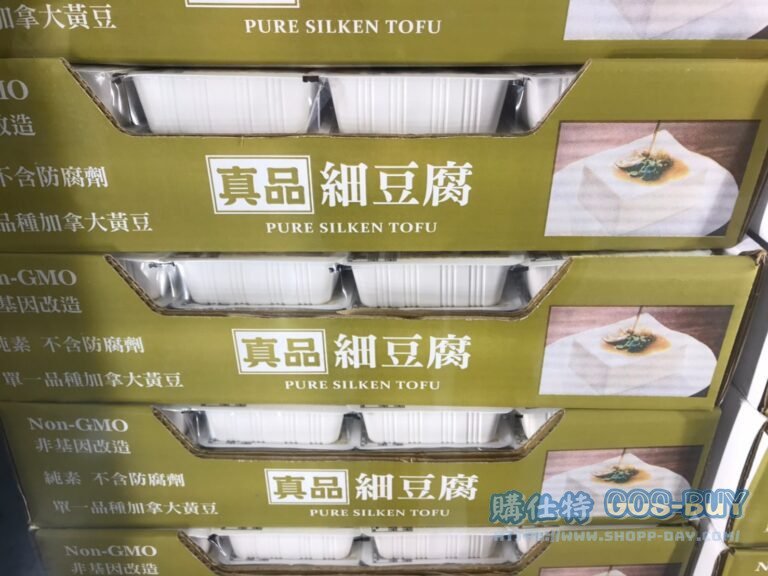 加拿大黃豆
PURE SILKEN TOFU
改造
不含防腐劑
品種加拿大黃豆
真品 細豆腐
PURE SILKEN TOFU
n-GMO
基因改造
純素 不含防腐劑
單一品種加拿大黃豆
真品 細豆腐
PURE SILKEN TOFU
Non-GMO
非基因改造
純素 不含防腐劑
單一品種加拿大黃豆
真品 細豆腐
PURE SILKEN TOFU
Non-GMO
非基因改造
購仕特 GOS-BUY
HTTP://WWW.SHOPP-DAY.COM/